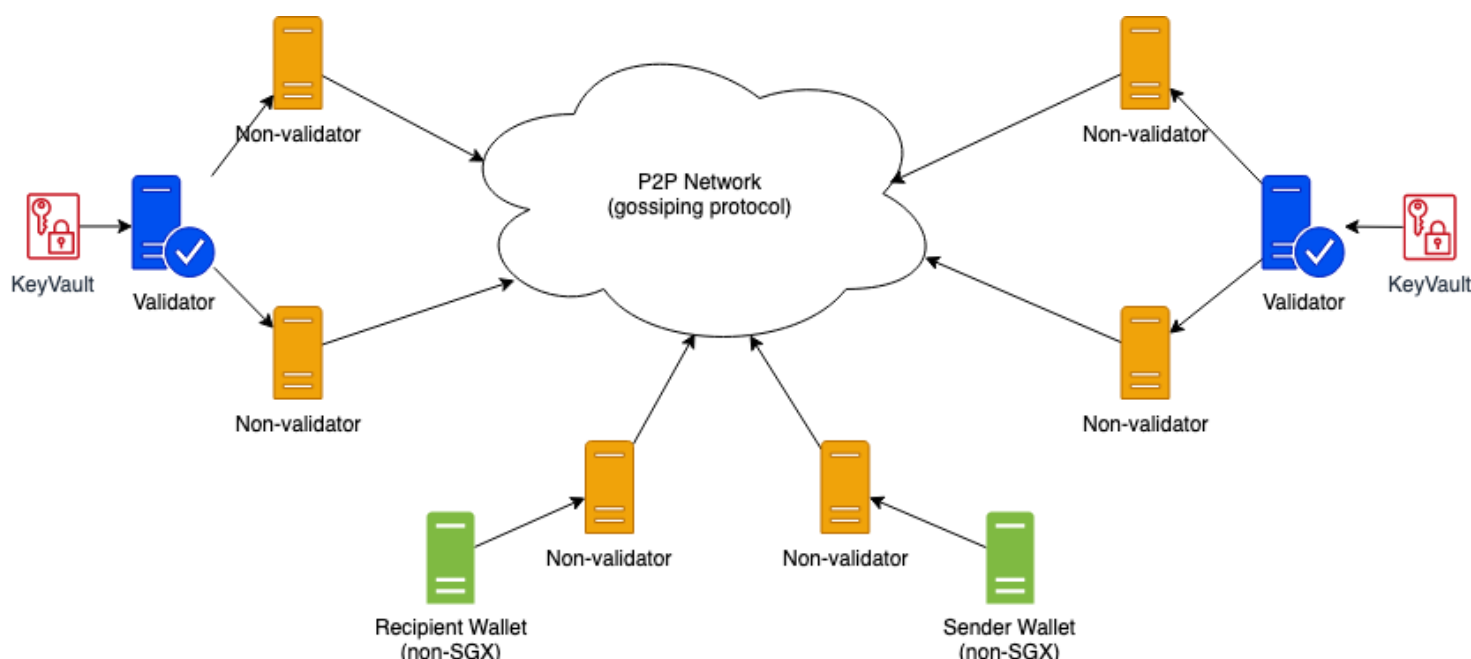 Non-validator
Non-validator
P2P Network
(gossiping protocol)
KeyVault
Validator
Validator
KeyVault
Non-validator
Non-validator
Non-validator
Non-validator
Recipient Wallet
(non-SGX)
Sender Wallet
(non-SGX)